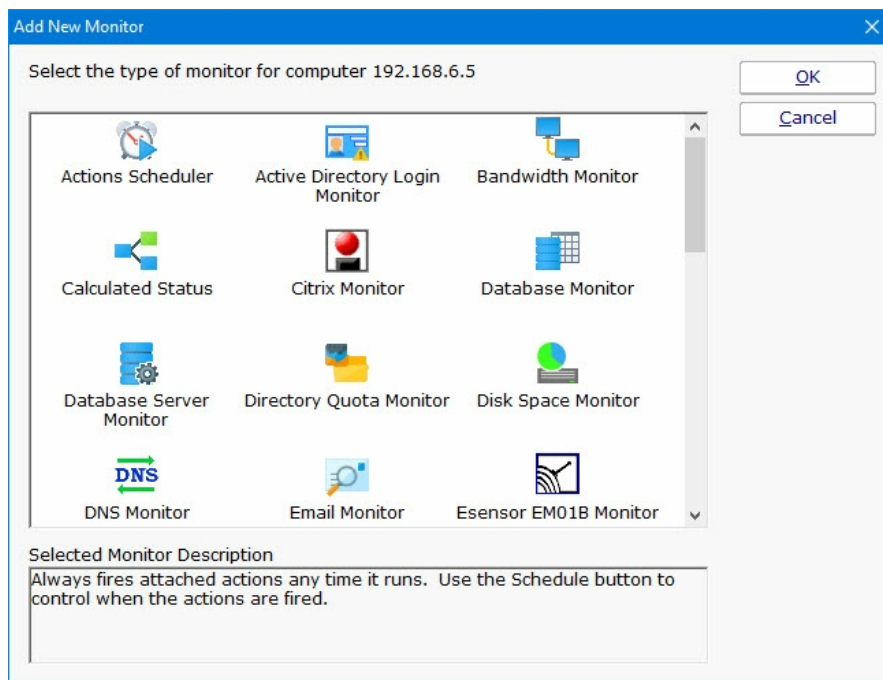 Add New Monitor
Select the type of monitor for computer 192.168.6.5
OK
Cancel
Actions Scheduler
Active Directory Login
Monitor
Bandwidth Monitor
Calculated Status
Citrix Monitor
Database Monitor
Database Server
Monitor
Directory Quota Monitor
Disk Space Monitor
DNS
DNS Monitor
Email Monitor
Esensor EM01B Monitor
Selected Monitor Description
Always fires attached actions any time it runs.  Use the Schedule button to
control when the actions are fired.